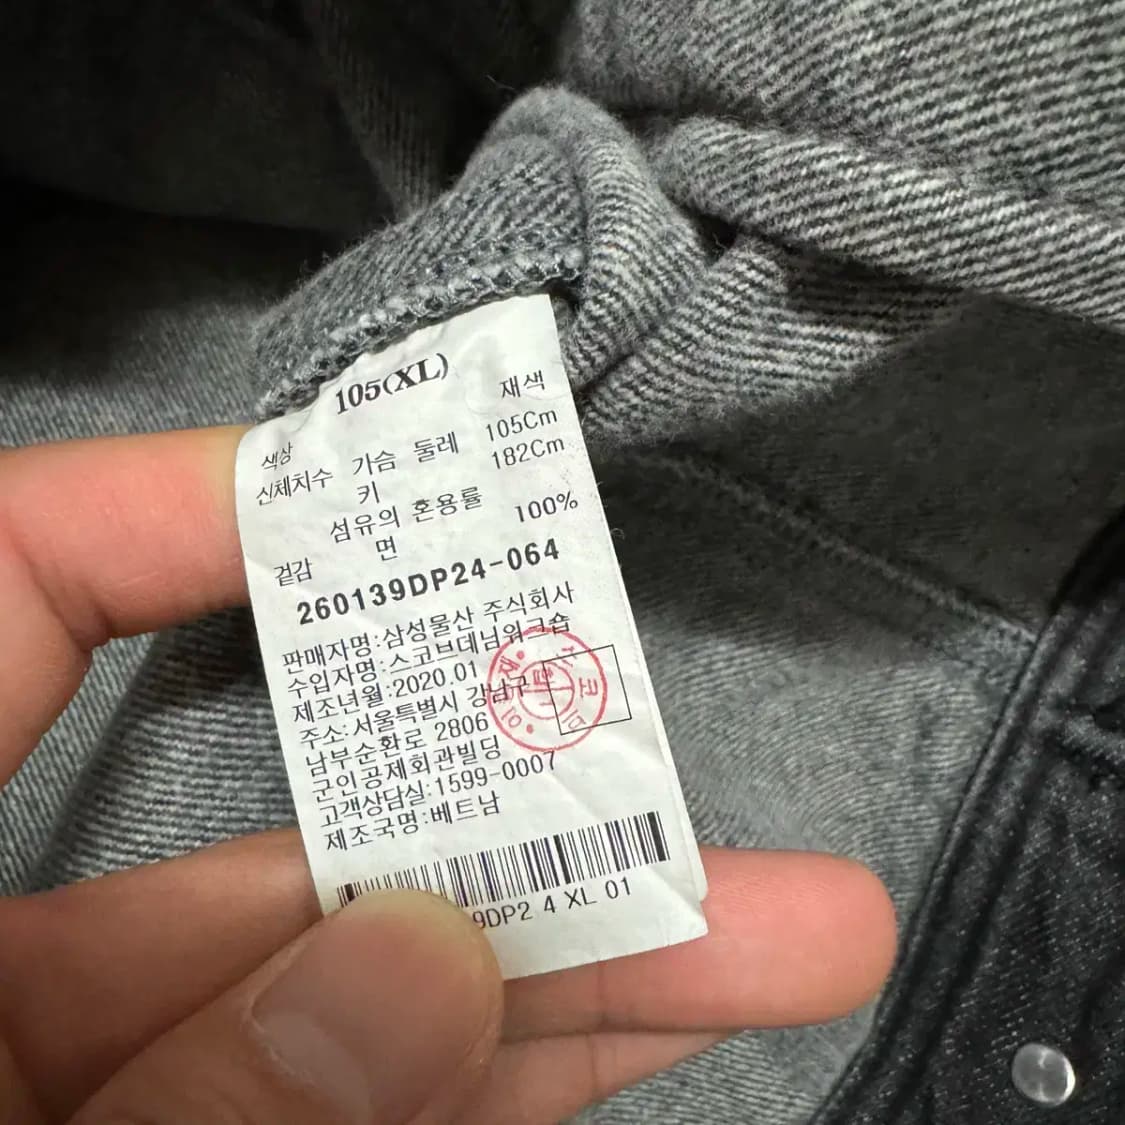 105(XL)
색상 재색
신체치수 가슴 둘레 105Cm
키 182Cm
섬유의 혼용률
겉감 면 100%
260139DP24-064
판매자명:삼성물산 주식회사
수입자명:스코브데님워크숍
제조년월:2020.01
주소:서울특별시 강남구
남부순환로 2806
군인공제회관빌딩
고객상담실:1599-0007
제조국명:베트남
9DP2 4 XL 01